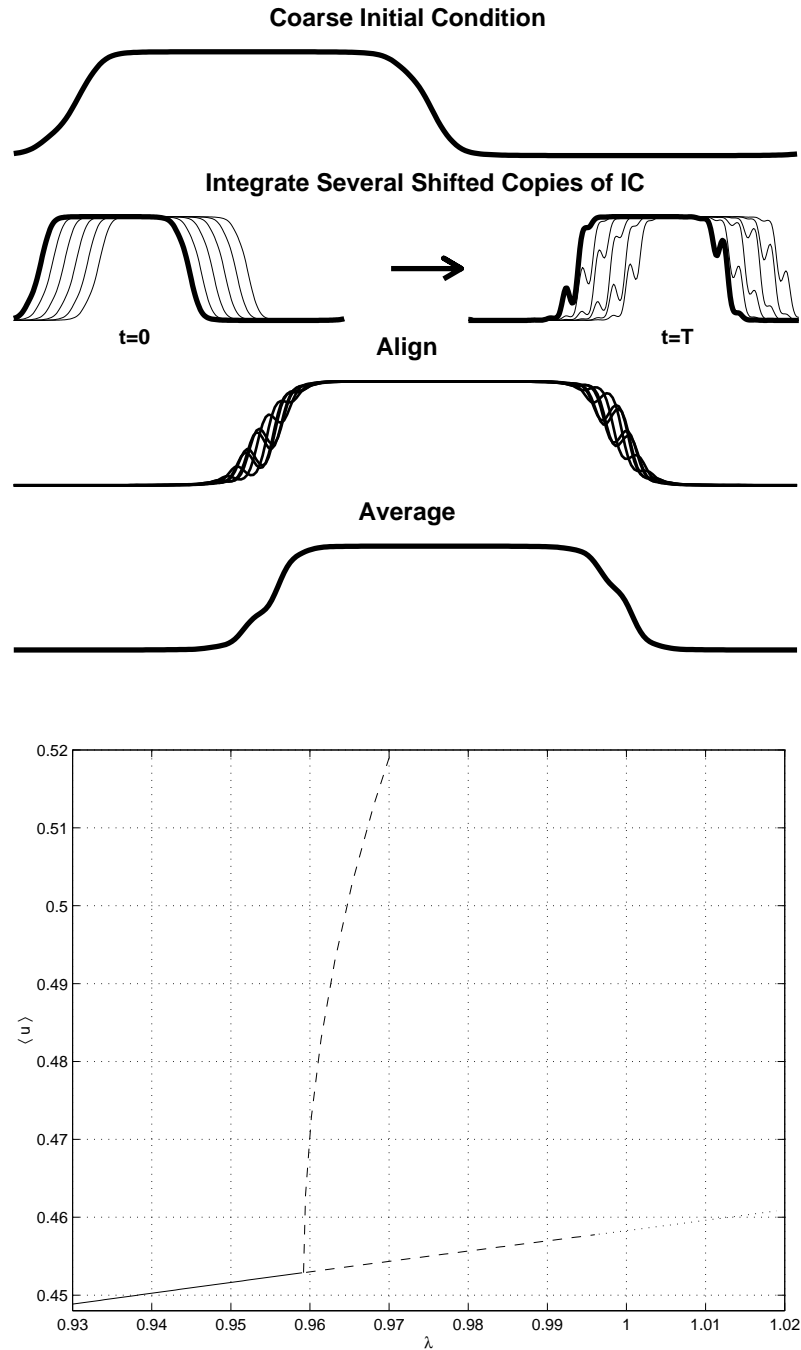 Coarse Initial Condition
Integrate Several Shifted Copies of IC
t=0
t=T
Align
Average
0.52
0.51
0.5
0.49
0.48
0.47
0.46
0.45
⟨ u ⟩
0.93 0.94 0.95 0.96 0.97 0.98 0.99 1 1.01 1.02
λ